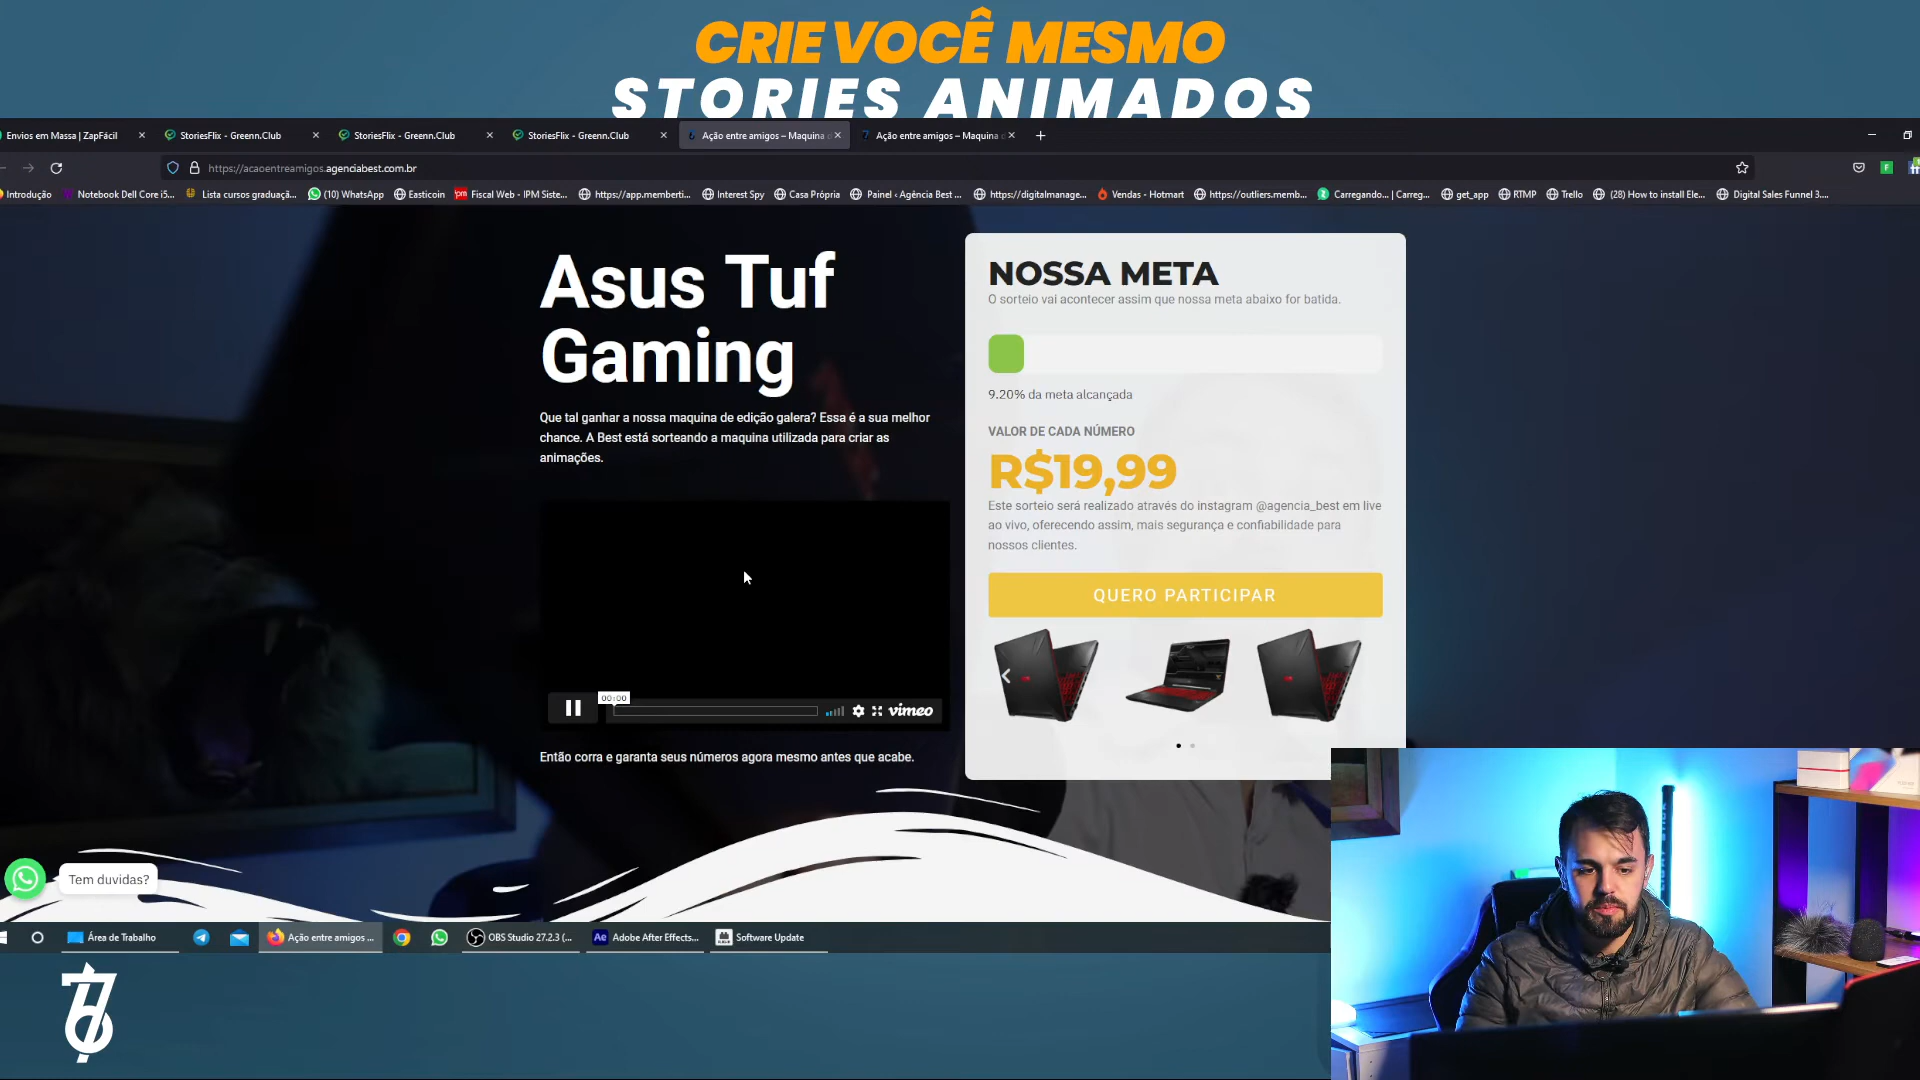 CRIE VOCÊ MESMO
STORIES ANIMADOS
Envios em Massa | ZapFácil
StoriesFlix - Greenn.Club
StoriesFlix - Greenn.Club
StoriesFlix - Greenn.Club
Ação entre amigos – Maquina
Ação entre amigos – Maquina
https://acaoentreamigos.agenciabest.com.br
Introdução
Notebook Dell Core i5...
Lista cursos graduaçã...
(10) WhatsApp
Easticoin
Fiscal Web - IPM Siste...
https://app.memberti...
Interest Spy
Casa Própria
Painel ‹ Agência Best ...
https://digitalmanage...
Vendas - Hotmart
https://outliers.memb...
Carregando... | Carreg...
get_app
RTMP
Trello
(28) How to install Ele...
Digital Sales Funnel 3....
Asus Tuf
Gaming
Que tal ganhar a nossa maquina de edição galera? Essa é a sua melhor
chance. A Best está sorteando a maquina utilizada para criar as
animações.
00:00
vimeo
Então corra e garanta seus números agora mesmo antes que acabe.
NOSSA META
O sorteio vai acontecer assim que nossa meta abaixo for batida.
9.20% da meta alcançada
VALOR DE CADA NÚMERO
R$19,99
Este sorteio será realizado através do instagram @agencia_best em live
ao vivo, oferecendo assim, mais segurança e confiabilidade para
nossos clientes.
QUERO PARTICIPAR
Tem duvidas?
Área de Trabalho
Ação entre amigos ...
OBS Studio 27.2.3 (...
Ae
Adobe After Effects...
Software Update